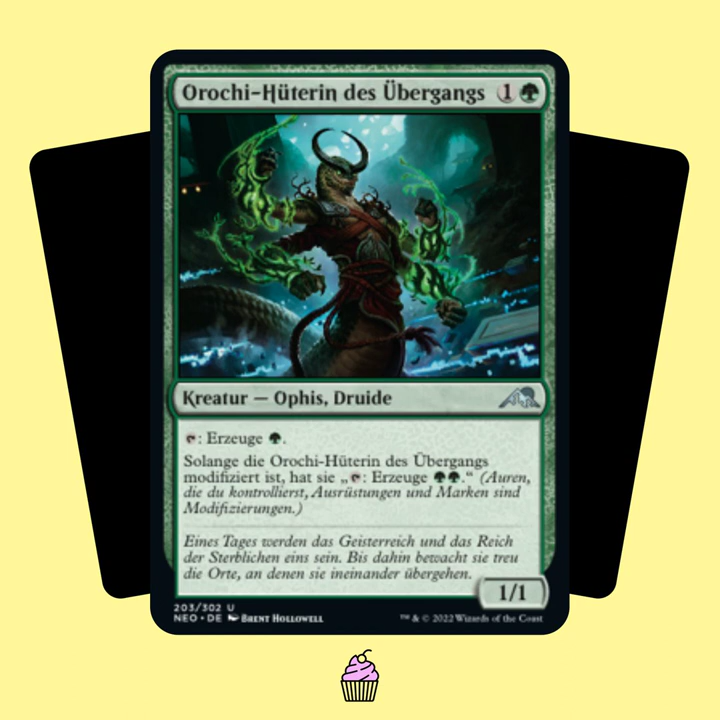 Orochi-Hüterin des Übergangs 1
Kreatur — Ophis, Druide
: Erzeuge .
Solange die Orochi-Hüterin des Übergangs
modifiziert ist, hat sie „: Erzeuge .“ (Auren,
die du kontrollierst, Ausrüstungen und Marken sind
Modifizierungen.)
Eines Tages werden das Geisterreich und das Reich
der Sterblichen eins sein. Bis dahin bewacht sie treu
die Orte, an denen sie ineinander übergehen.
1/1
203/302 U
NEO • DE Brent Hollowell
™ & © 2022 Wizards of the Coast